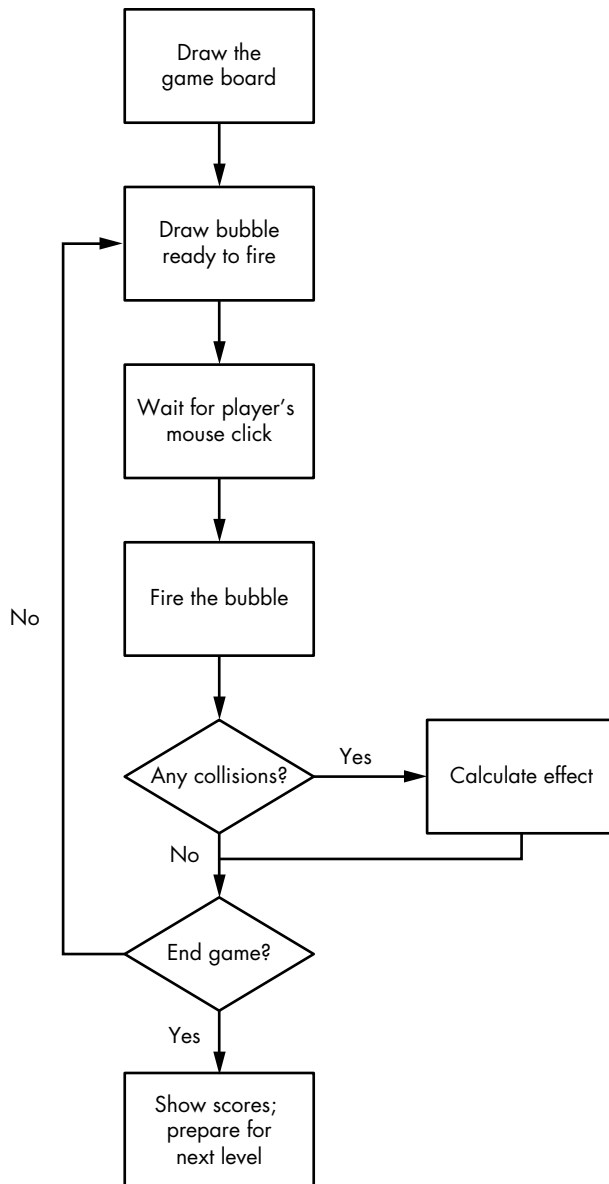 Draw the
game board
Draw bubble
ready to fire
Wait for player’s
mouse click
Fire the bubble
No
Any collisions?
Yes
Calculate effect
No
End game?
Yes
Show scores;
prepare for
next level